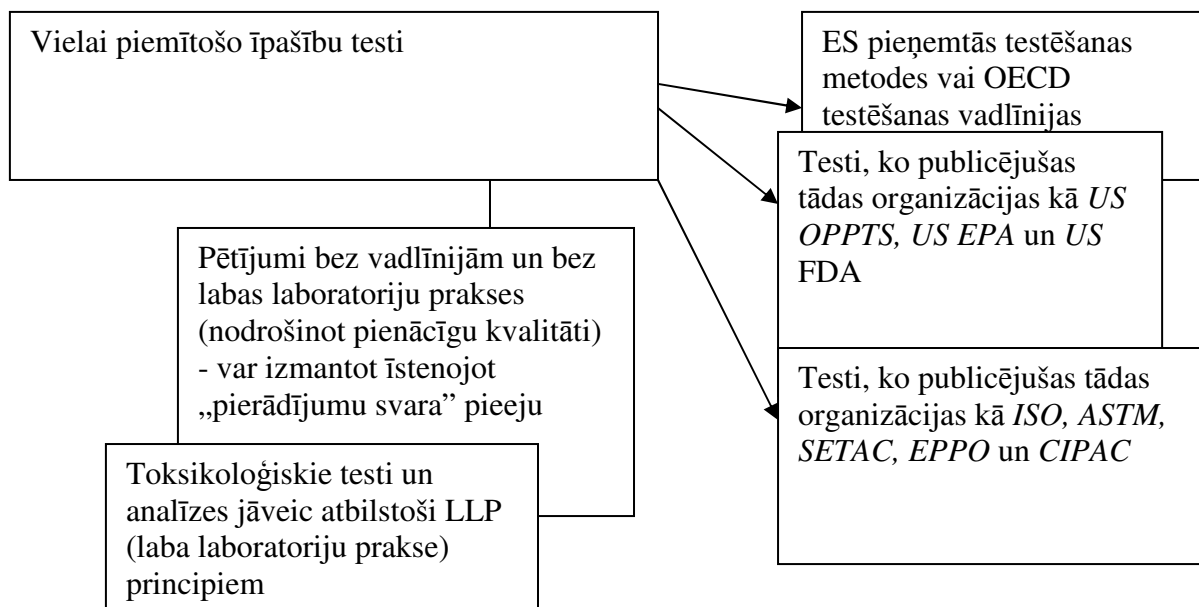 Vielai piemītošo īpašību testi
ES pieņemtās testēšanas
metodes vai OECD
testēšanas vadlīnijas
Testi, ko publicējušas
tādas organizācijas kā US
OPPTS, US EPA un US
FDA
Pētījumi bez vadlīnijām un bez
labas laboratoriju prakses
(nodrošinot pienācīgu kvalitāti)
- var izmantot īstenojot
„pierādījumu svara” pieeju
Testi, ko publicējušas tādas
organizācijas kā ISO, ASTM,
SETAC, EPPO un CIPAC
Toksikoloģiskie testi un
analīzes jāveic atbilstoši LLP
(laba laboratoriju prakse)
principiem